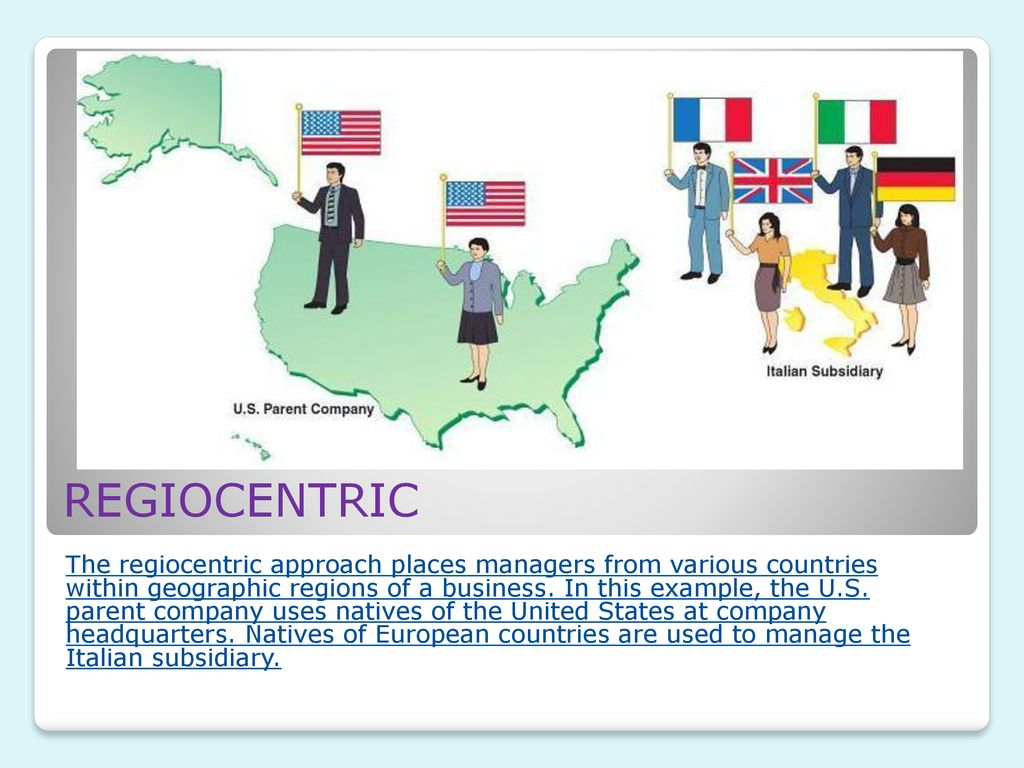 U.S. Parent Company
Italian Subsidiary
REGIOCENTRIC
The regiocentric approach places managers from various countries
within geographic regions of a business. In this example, the U.S.
parent company uses natives of the United States at company
headquarters. Natives of European countries are used to manage the
Italian subsidiary.